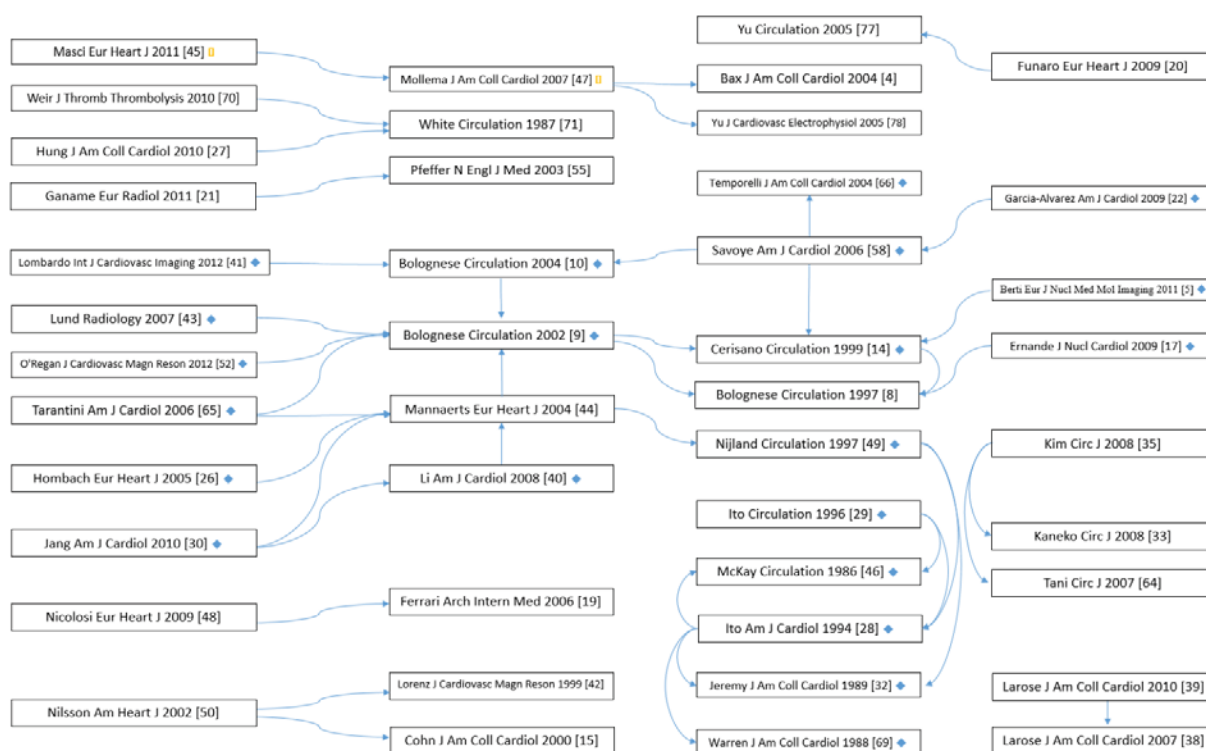 Masci Eur Heart J 2011 [45]
Weir J Thromb Thrombolysis 2010 [70]
Hung J Am Coll Cardiol 2010 [27]
Ganame Eur Radiol 2011 [21]
Lombardo Int J Cardiovasc Imaging 2012 [41]
Lund Radiology 2007 [43]
O'Regan J Cardiovasc Magn Reson 2012 [52]
Tarantini Am J Cardiol 2006 [65]
Hombach Eur Heart J 2005 [26]
Jang Am J Cardiol 2010 [30]
Nicolosi Eur Heart J 2009 [48]
Nilsson Am Heart J 2002 [50]
Mollema J Am Coll Cardiol 2007 [47]
White Circulation 1987 [71]
Pfeffer N Engl J Med 2003 [55]
Bolognese Circulation 2004 [10]
Bolognese Circulation 2002 [9]
Mannaerts Eur Heart J 2004 [44]
Li Am J Cardiol 2008 [40]
Ferrari Arch Intern Med 2006 [19]
Lorenz J Cardiovasc Magn Reson 1999 [42]
Cohn J Am Coll Cardiol 2000 [15]
Yu Circulation 2005 [77]
Bax J Am Coll Cardiol 2004 [4]
Yu J Cardiovasc Electrophysiol 2005 [78]
Temporelli J Am Coll Cardiol 2004 [66]
Savoye Am J Cardiol 2006 [58]
Cerisano Circulation 1999 [14]
Bolognese Circulation 1997 [8]
Nijland Circulation 1997 [49]
Ito Circulation 1996 [29]
McKay Circulation 1986 [46]
Ito Am J Cardiol 1994 [28]
Jeremy J Am Coll Cardiol 1989 [32]
Warren J Am Coll Cardiol 1988 [69]
Funaro Eur Heart J 2009 [20]
Garcia-Alvarez Am J Cardiol 2009 [22]
Berti Eur J Nucl Med Mol Imaging 2011 [5]
Ernande J Nucl Cardiol 2009 [17]
Kim Circ J 2008 [35]
Kaneko Circ J 2008 [33]
Tani Circ J 2007 [64]
Larose J Am Coll Cardiol 2010 [39]
Larose J Am Coll Cardiol 2007 [38]